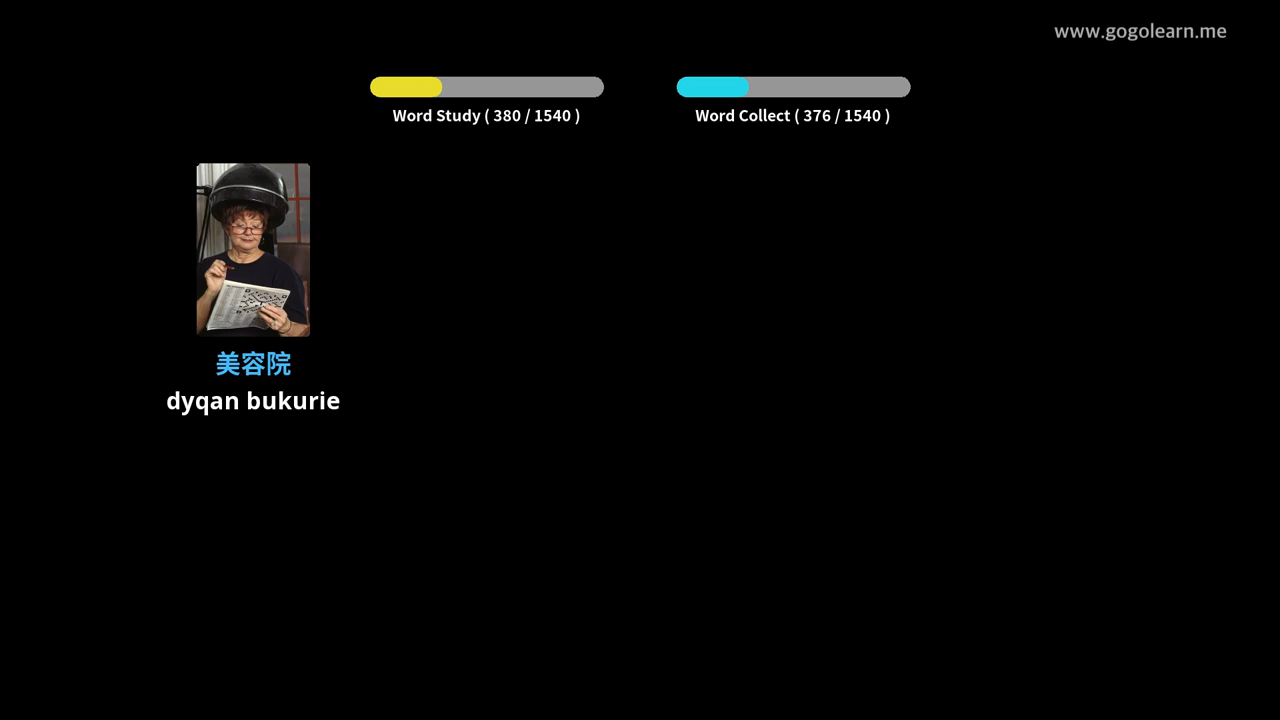 www.gogolearn.me
Word Study ( 380 / 1540 )
Word Collect ( 376 / 1540 )
美容院
dyqan bukurie